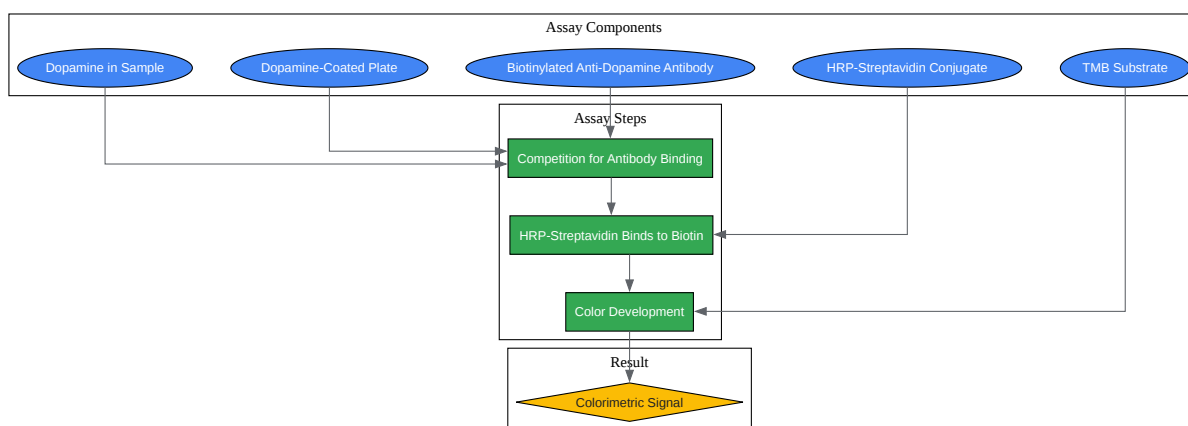 Assay Components
Dopamine in Sample
Dopamine-Coated Plate
Biotinylated Anti-Dopamine Antibody
HRP-Streptavidin Conjugate
TMB Substrate
Assay Steps
Competition for Antibody Binding
HRP-Streptavidin Binds to Biotin
Color Development
Result
Colorimetric Signal